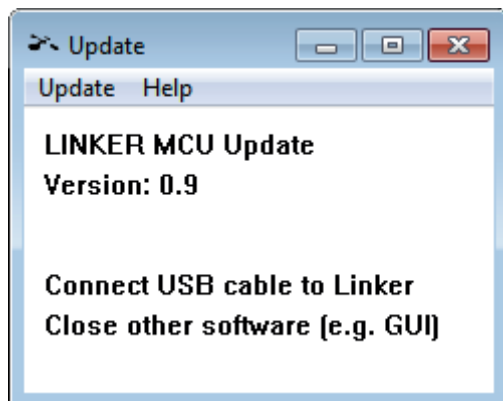 Update
Update Help
LINKER MCU Update
Version: 0.9
Connect USB cable to Linker
Close other software (e.g. GUI)